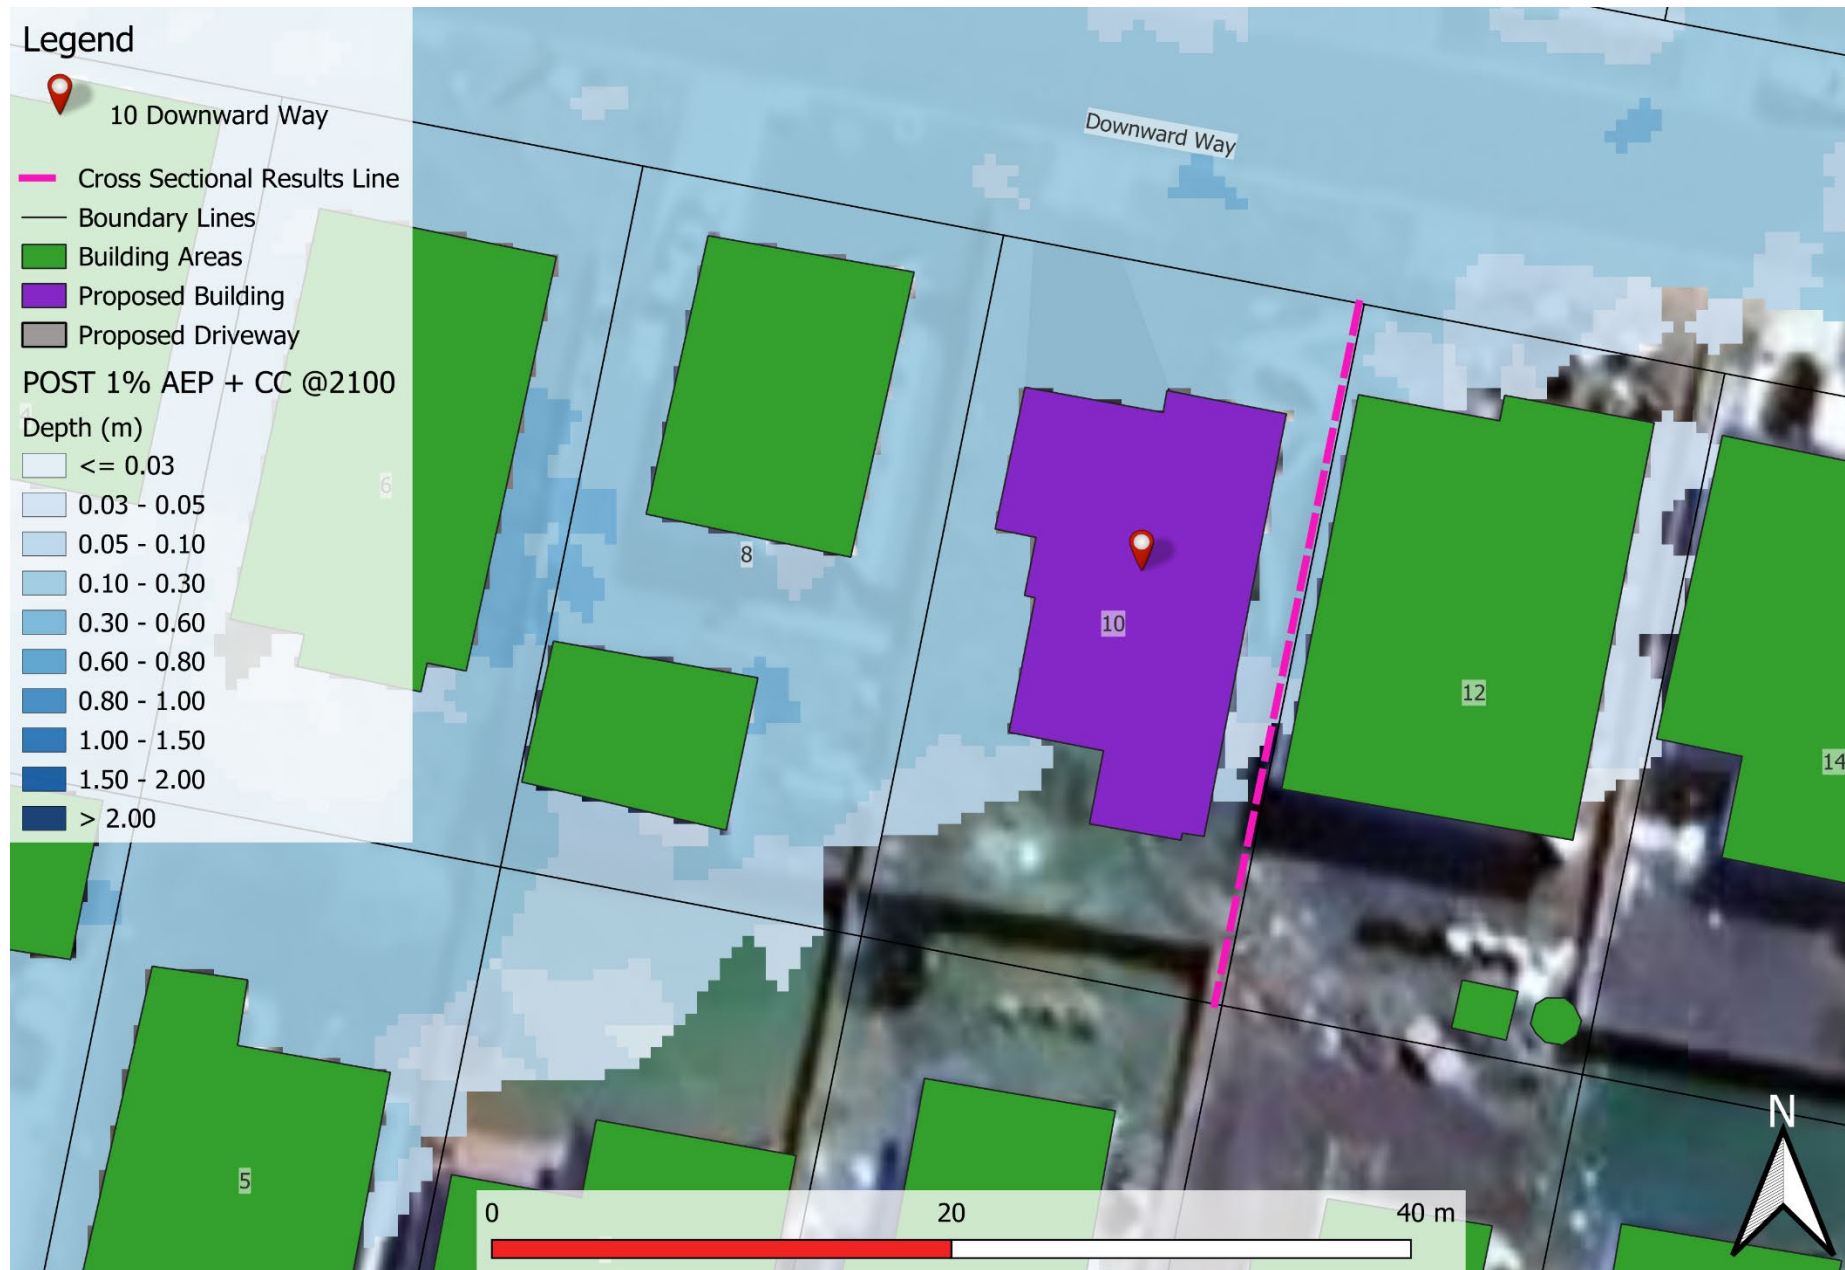 Legend
10 Downward Way
Cross Sectional Results Line
Boundary Lines
Building Areas
Proposed Building
Proposed Driveway
POST 1% AEP + CC @2100
Depth (m)
<= 0.03
0.03 - 0.05
0.05 - 0.10
0.10 - 0.30
0.30 - 0.60
0.60 - 0.80
0.80 - 1.00
1.00 - 1.50
1.50 - 2.00
> 2.00
Downward Way
4
6
8
10
12
14
5
N
0 20 40 m